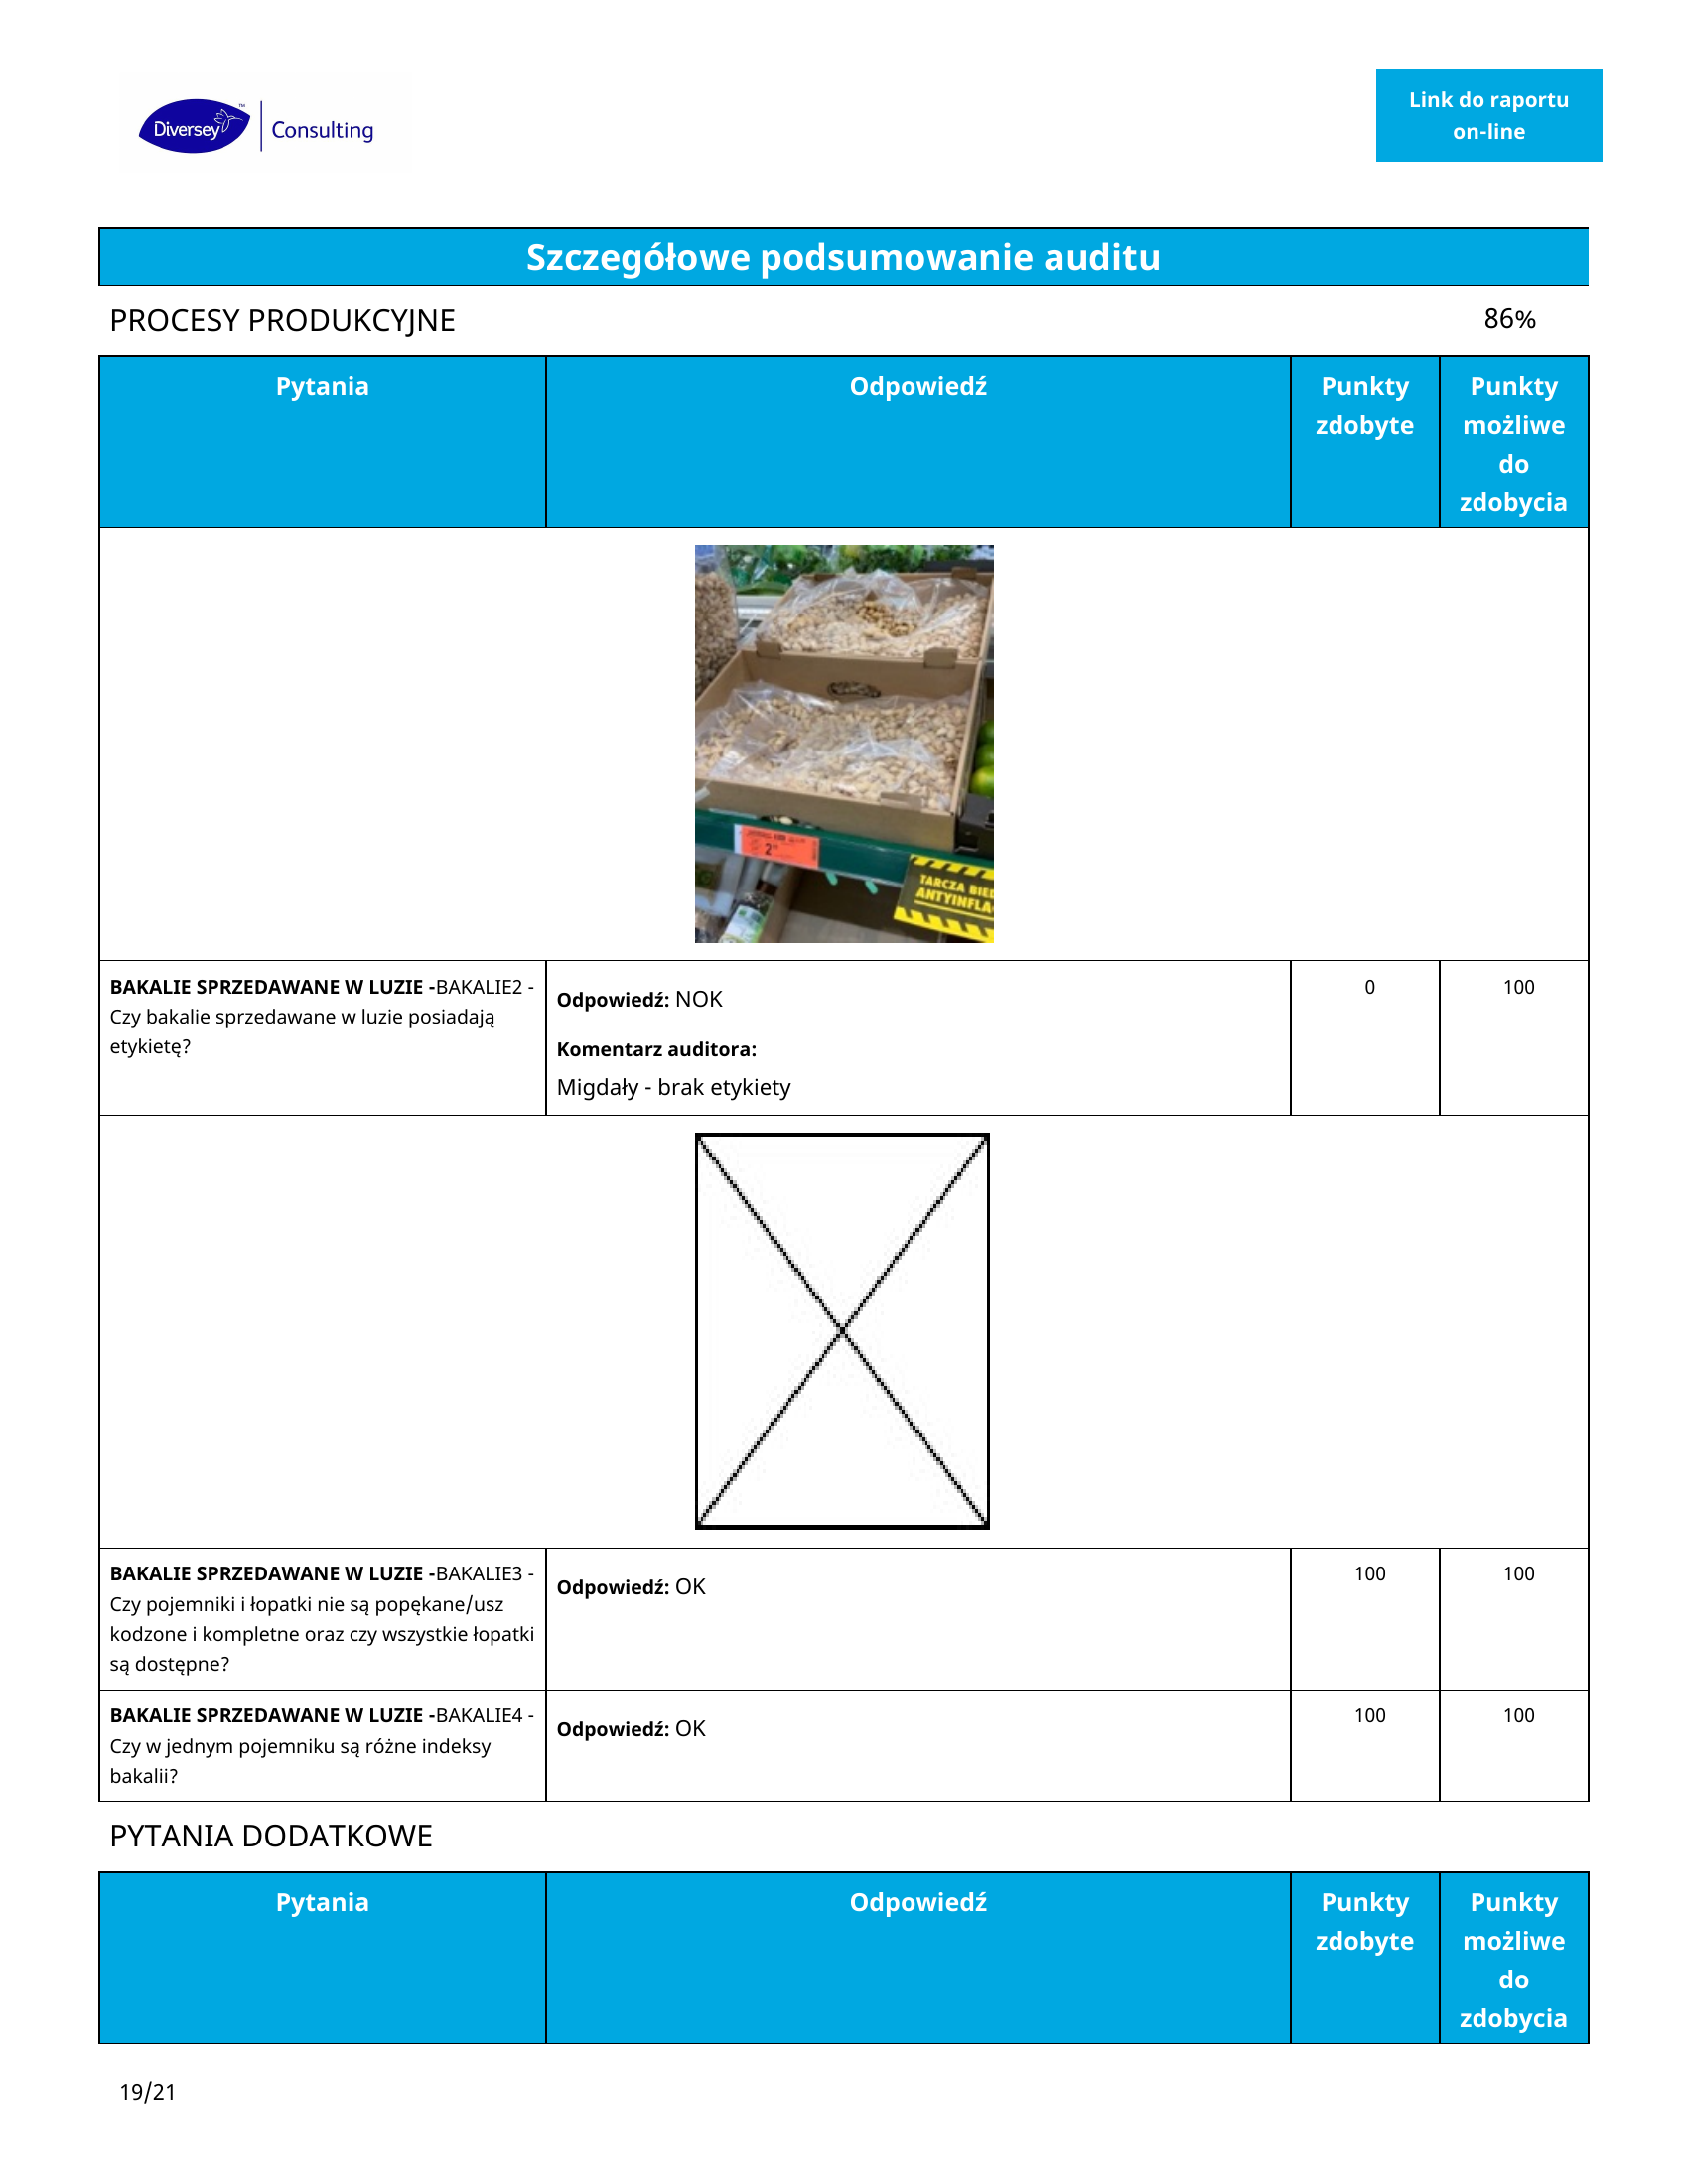 Diversey
TM
Consulting
Link do raportu
on-line
Szczegółowe podsumowanie auditu
PROCESY PRODUKCYJNE
86%
Pytania
Odpowiedź
Punkty
zdobyte
Punkty
możliwe
do
zdobycia
2
TARCZA BIE
ANTYINFLA
BAKALIE SPRZEDAWANE W LUZIE -BAKALIE2 -
Czy bakalie sprzedawane w luzie posiadają
etykietę?
Odpowiedź: NOK
Komentarz auditora:
Migdały - brak etykiety
0
100
BAKALIE SPRZEDAWANE W LUZIE -BAKALIE3 -
Czy pojemniki i łopatki nie są popękane/usz
kodzone i kompletne oraz czy wszystkie łopatki
są dostępne?
Odpowiedź: OK
100
100
BAKALIE SPRZEDAWANE W LUZIE -BAKALIE4 -
Czy w jednym pojemniku są różne indeksy
bakalii?
Odpowiedź: OK
100
100
PYTANIA DODATKOWE
Pytania
Odpowiedź
Punkty
zdobyte
Punkty
możliwe
do
zdobycia
19/21